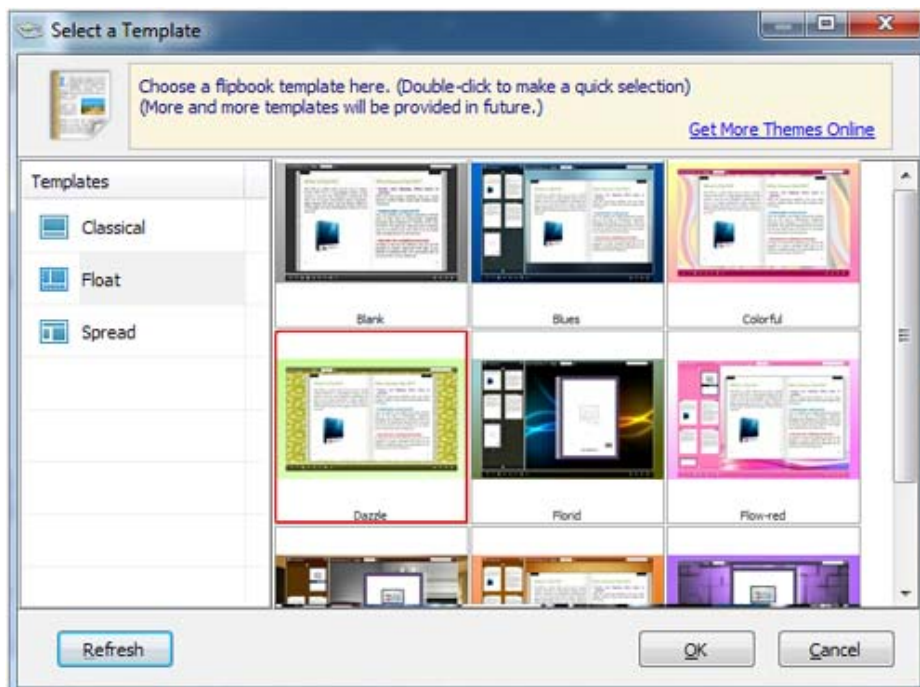 Select a Template
Choose a flipbook template here. (Double-click to make a quick selection)
(More and more templates will be provided in future.)
Get More Themes Online
Templates
Classical
Float
Spread
Blank
Blues
Colorful
Dazzle
Florid
Flow-red
Refresh
OK
Cancel